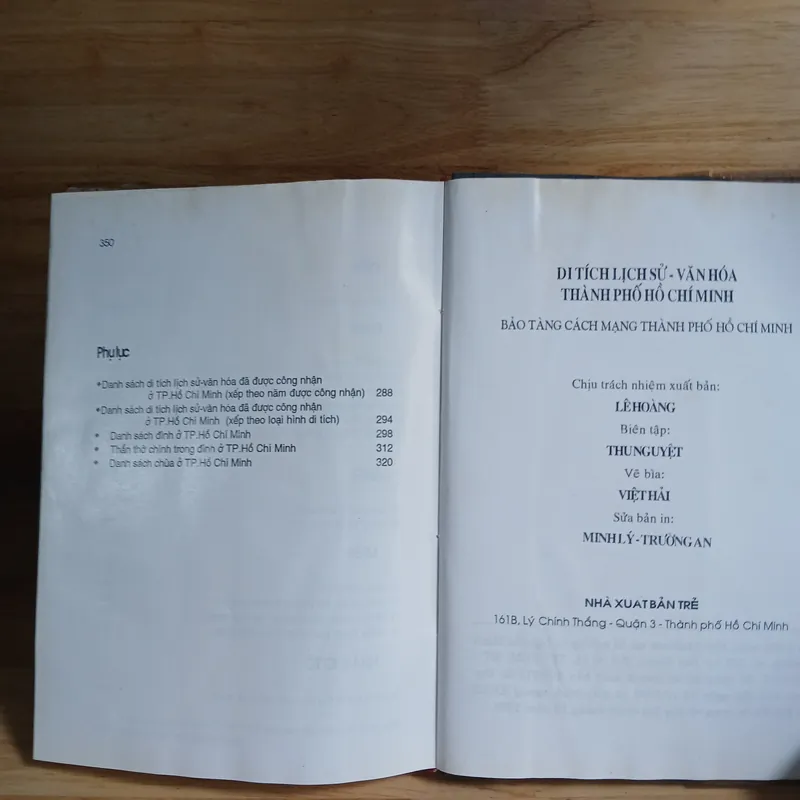 350
Phụ lục
*Danh sách di tích lịch sử-văn hóa đã được công nhận
ở TP.Hồ Chí Minh (xếp theo năm được công nhận) 288
*Danh sách di tích lịch sử-văn hóa đã được công nhận
ở TP.Hồ Chí Minh (xếp theo loại hình di tích) 294
* Danh sách đình ở TP.Hồ Chí Minh 298
* Thần thờ chính trong đình ở TP.Hồ Chí Minh 312
* Danh sách chùa ở TP.Hồ Chí Minh 320
DI TÍCH LỊCH SỬ - VĂN HÓA
THÀNH PHỐ HỒ CHÍ MINH
BẢO TÀNG CÁCH MẠNG THÀNH PHỐ HỒ CHÍ MINH
Chịu trách nhiệm xuất bản:
LÊ HOÀNG
Biên tập:
THU NGUYỆT
Vẽ bìa:
VIỆT HẢI
Sửa bản in:
MINH LÝ - TRƯỜNG AN
NHÀ XUẤT BẢN TRẺ
161B, Lý Chính Thắng - Quận 3 - Thành phố Hồ Chí Minh